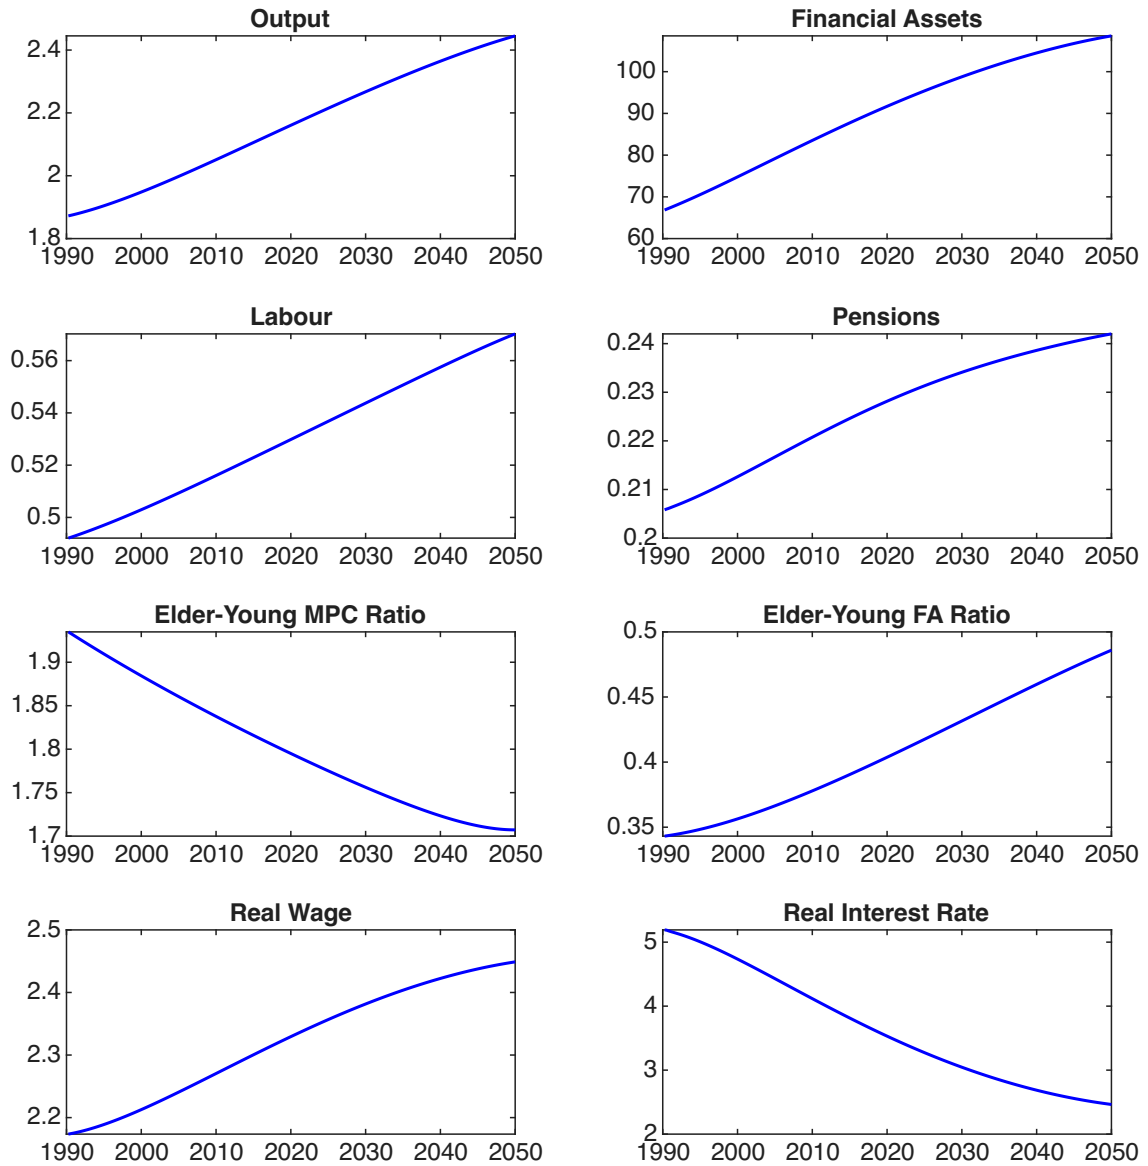 Output
2.4
2.2
2
1.8
1990 2000 2010 2020 2030 2040 2050
Financial Assets
100
90
80
70
60
1990 2000 2010 2020 2030 2040 2050
Labour
0.56
0.54
0.52
0.5
1990 2000 2010 2020 2030 2040 2050
Pensions
0.24
0.23
0.22
0.21
0.2
1990 2000 2010 2020 2030 2040 2050
Elder-Young MPC Ratio
1.9
1.85
1.8
1.75
1.7
1990 2000 2010 2020 2030 2040 2050
Elder-Young FA Ratio
0.5
0.45
0.4
0.35
1990 2000 2010 2020 2030 2040 2050
Real Wage
2.5
2.4
2.3
2.2
1990 2000 2010 2020 2030 2040 2050
Real Interest Rate
5
4
3
2
1990 2000 2010 2020 2030 2040 2050